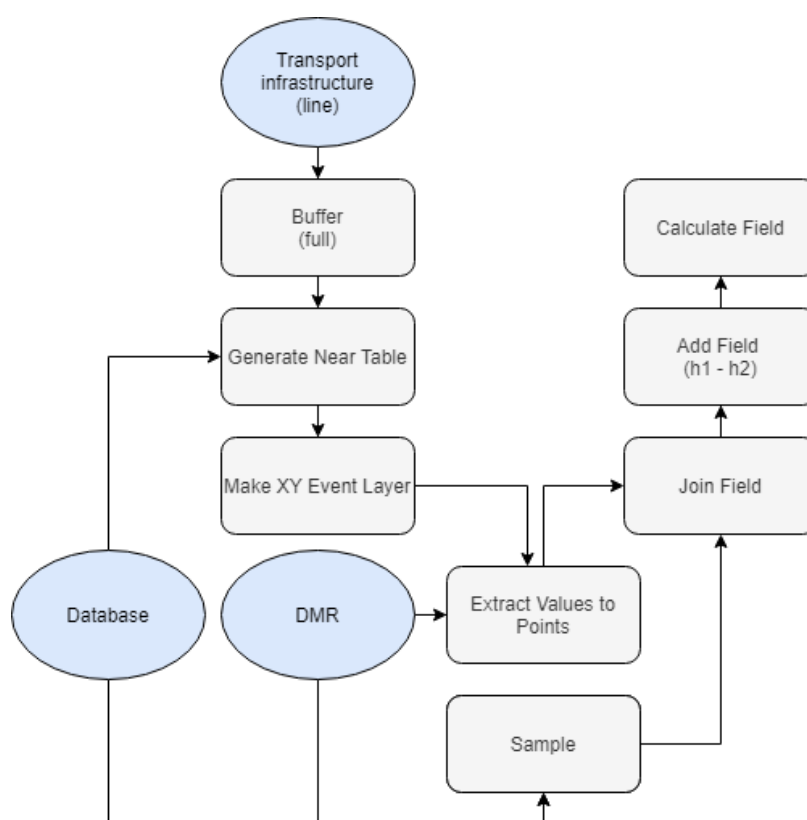 Transport
infrastructure
(line)
Buffer
(full)
Calculate Field
Generate Near Table
Add Field
(h1 - h2)
Make XY Event Layer
Join Field
Database
DMR
Extract Values to
Points
Sample